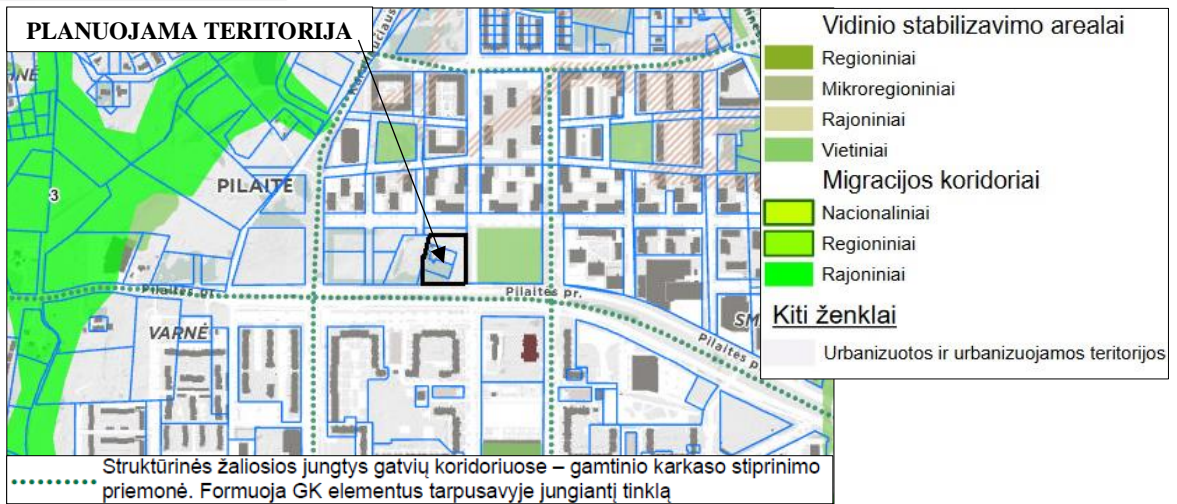 PLANUOJAMA TERITORIJA
PILAITĖ
3
Pilaitės pr.
Pilaitės pr.
VARNĖ
Vidinio stabilizavimo arealai
Regioniniai
Mikroregioniniai
Rajoniniai
Vietiniai
Migracijos koridoriai
Nacionaliniai
Regioniniai
Rajoniniai
Kiti ženklai
Urbanizuotos ir urbanizuojamos teritorijos
Struktūrinės žaliosios jungtys gatvių koridoriuose – gamtinio karkaso stiprinimo
priemonė. Formuoja GK elementus tarpusavyje jungiantį tinklą